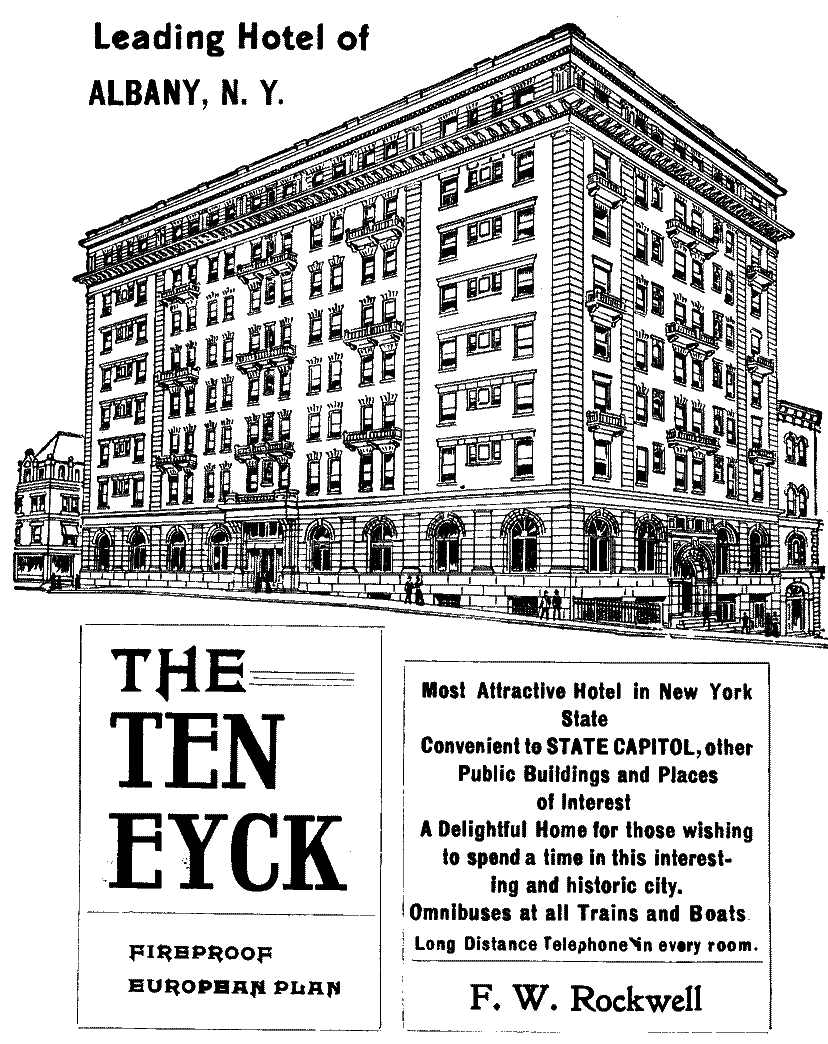 Leading Hotel of
ALBANY, N. Y.
THE
TEN
EYCK
FIREPROOF
EUROPEAN PLAN
Most Attractive Hotel in New York
State
Convenient to STATE CAPITOL, other
Public Buildings and Places
of Interest
A Delightful Home for those wishing
to spend a time in this interest-
ing and historic city.
Omnibuses at all Trains and Boats
Long Distance Telephone in every room.
F. W. Rockwell